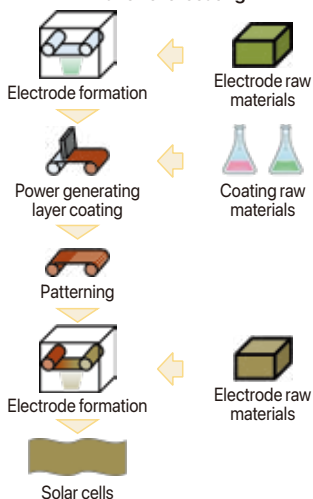 Electrode formation
Electrode raw
materials
Power generating
layer coating
Coating raw
materials
Patterning
Electrode formation
Electrode raw
materials
Solar cells